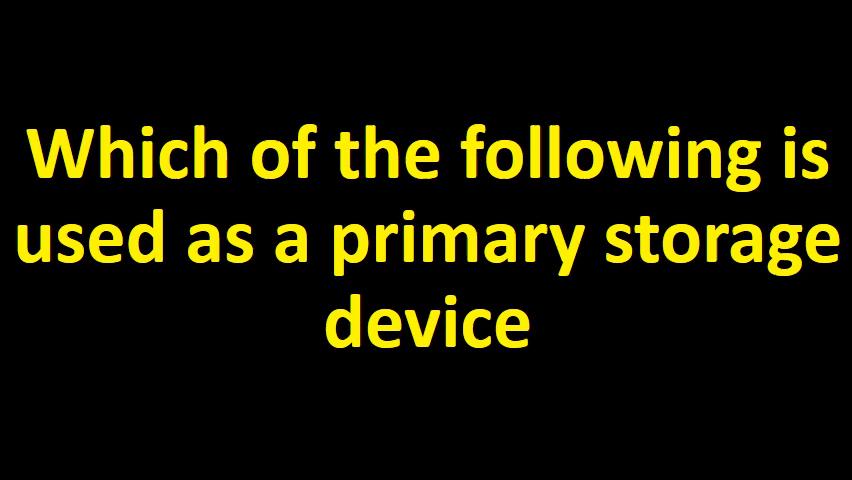 Which of the following is
used as a primary storage
device